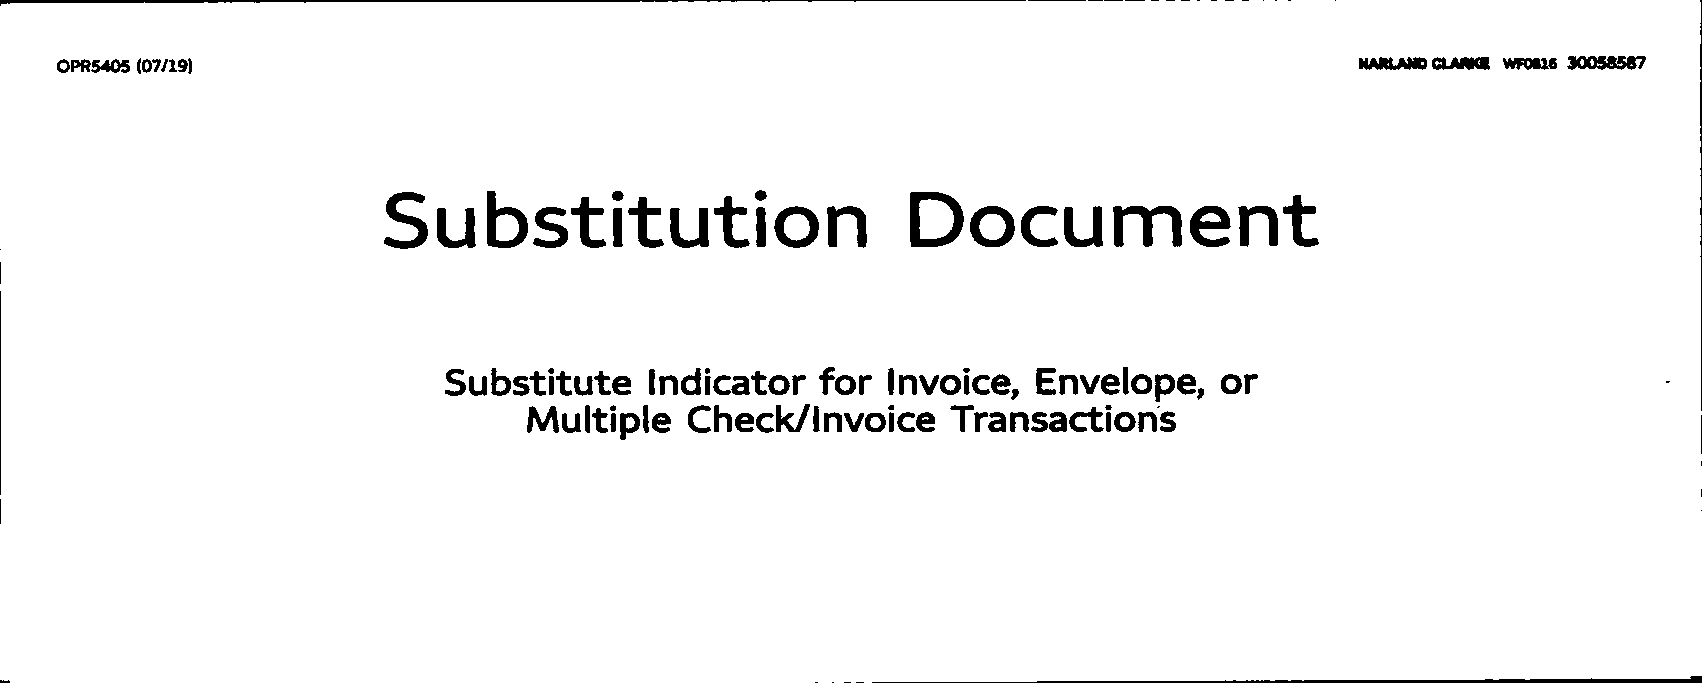 OPR5405 (07/19)
HARLAND CLARKE WF0816 30058587
Substitution Document
Substitute Indicator for Invoice, Envelope, or
Multiple Check/Invoice Transactions